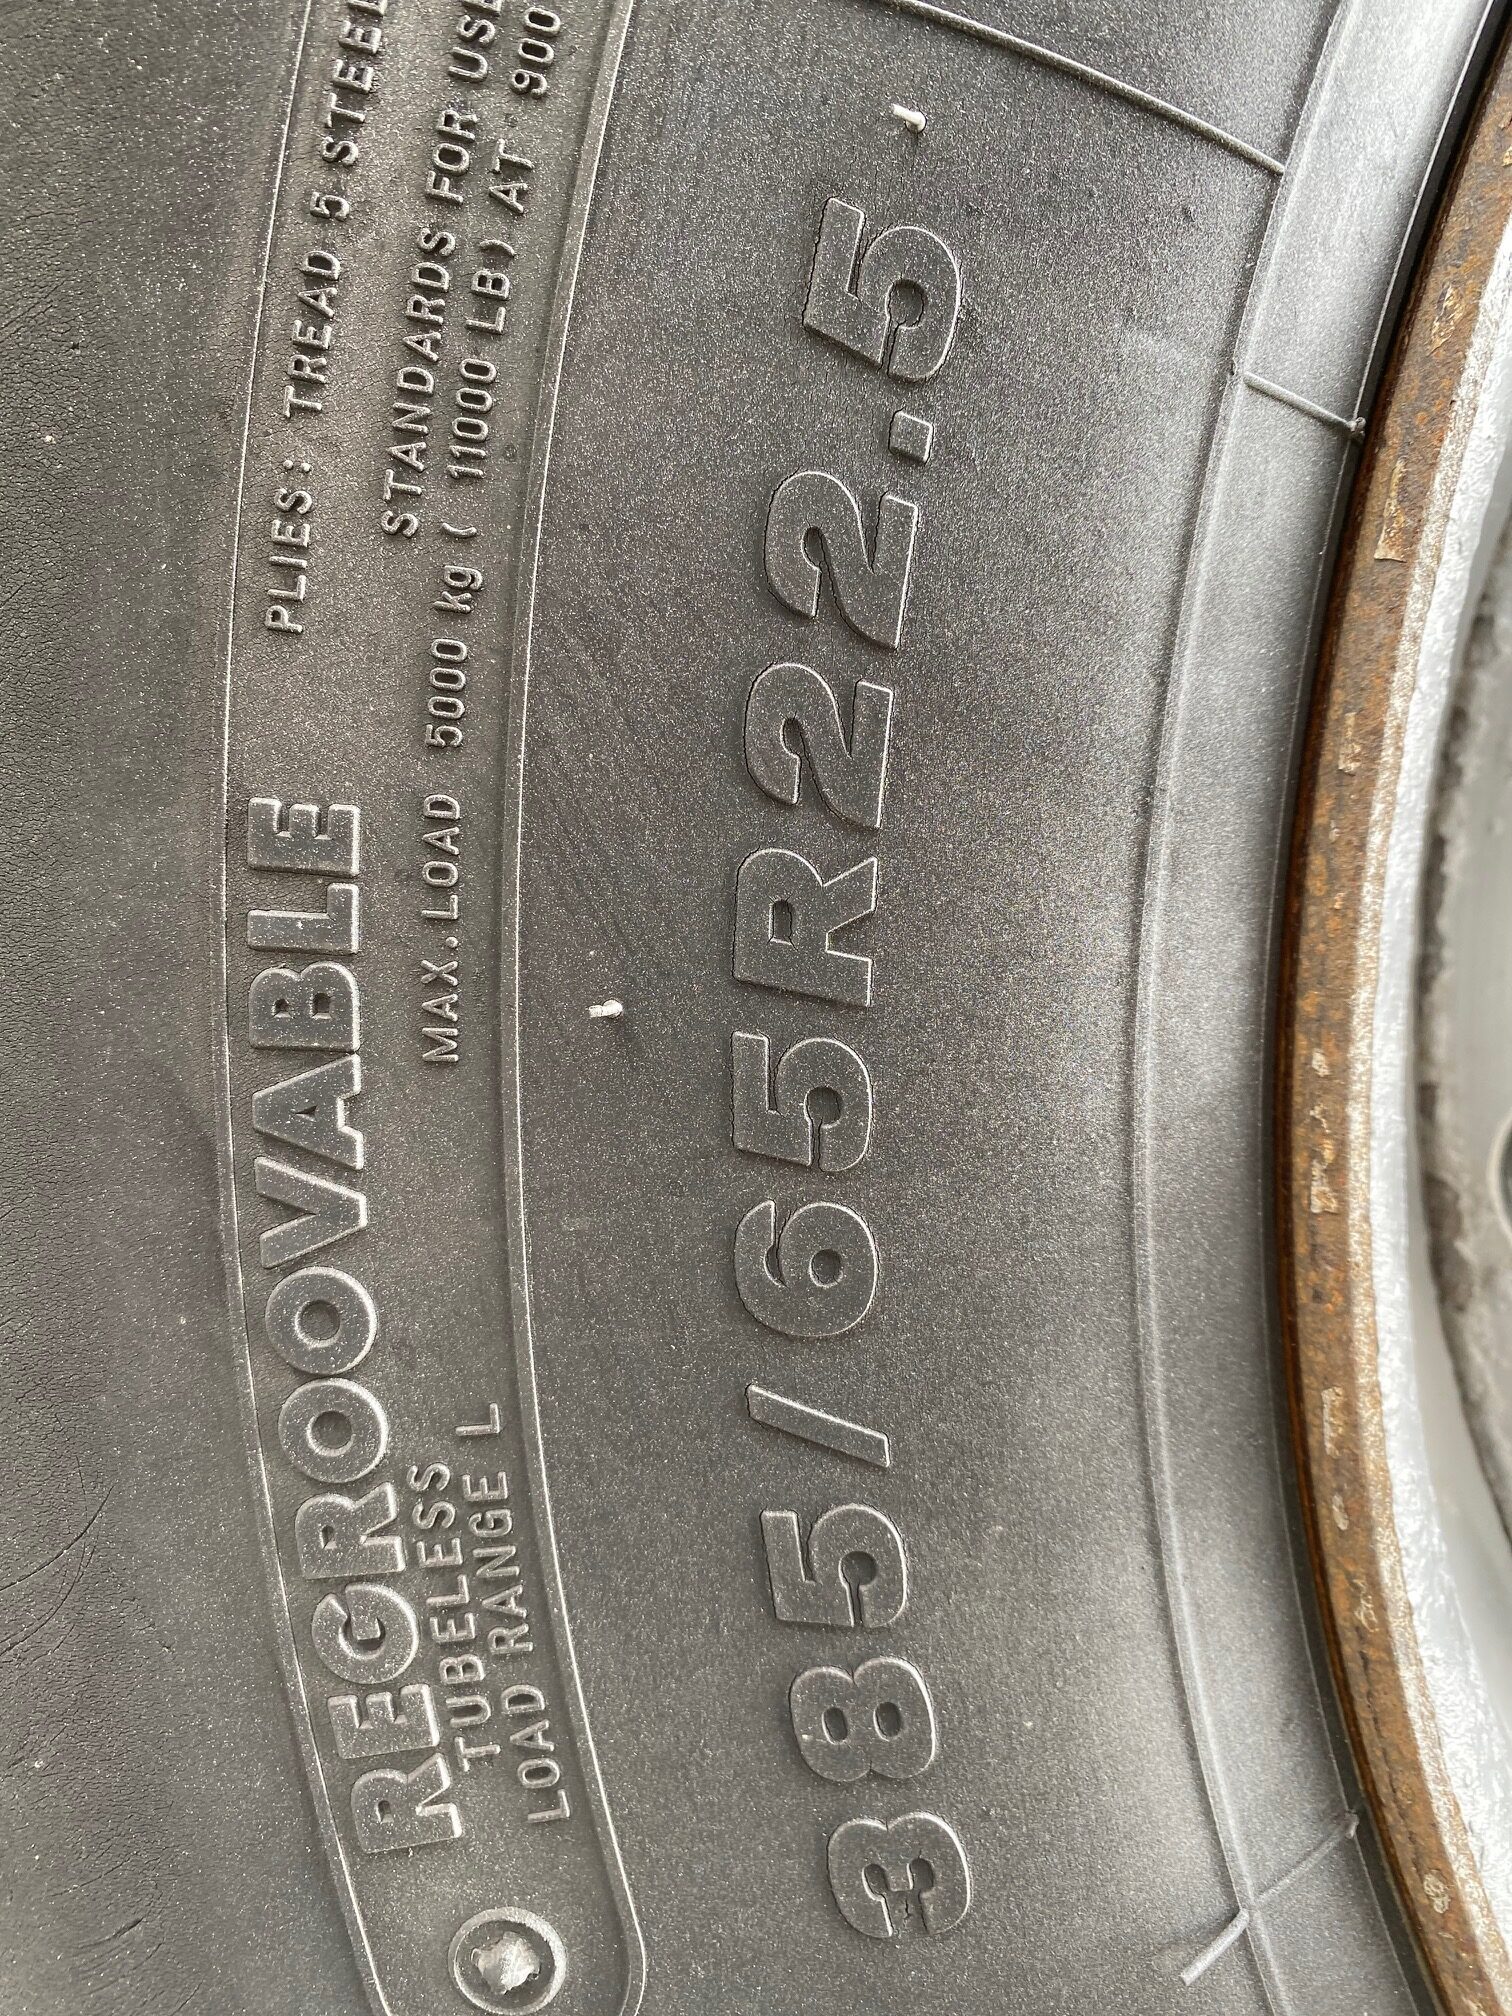 REGROOVABLE
PLIES: TREAD 5 STEEL
TUBELESS
STANDARDS FOR USE
LOAD RANGE L
MAX.LOAD 5000 kg ( 11000 LB) AT 900
385/65R22.5